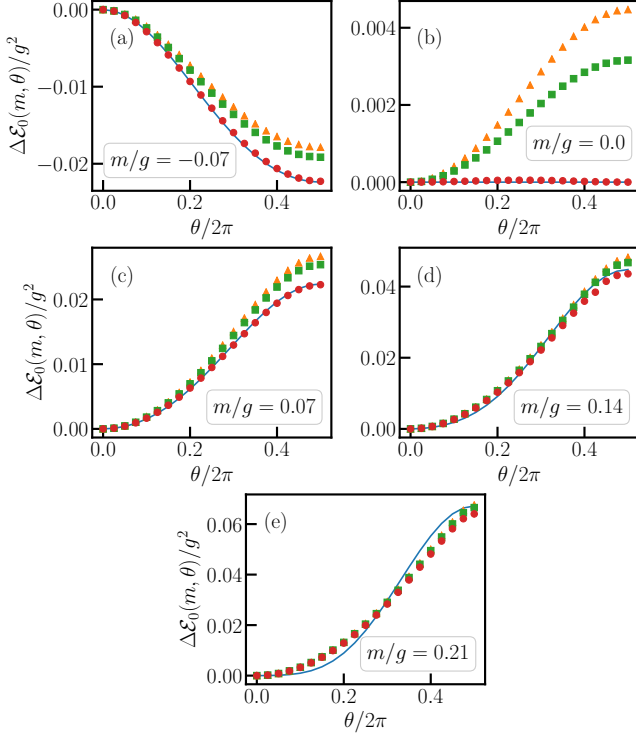 (a)
0.00
−0.01
−0.02
ΔℰE₀(m, θ)/g²
m/g = −0.07
0.0 0.2 0.4
θ/2π
(b)
0.004
0.002
0.000
m/g = 0.0
0.0 0.2 0.4
θ/2π
(c)
0.02
0.01
0.00
Δℰ₀(m, θ)/g²
m/g = 0.07
0.0 0.2 0.4
θ/2π
(d)
0.04
0.02
0.00
m/g = 0.14
0.0 0.2 0.4
θ/2π
(e)
0.06
0.04
0.02
0.00
Δℰ₀(m, θ)/g²
m/g = 0.21
0.0 0.2 0.4
θ/2π